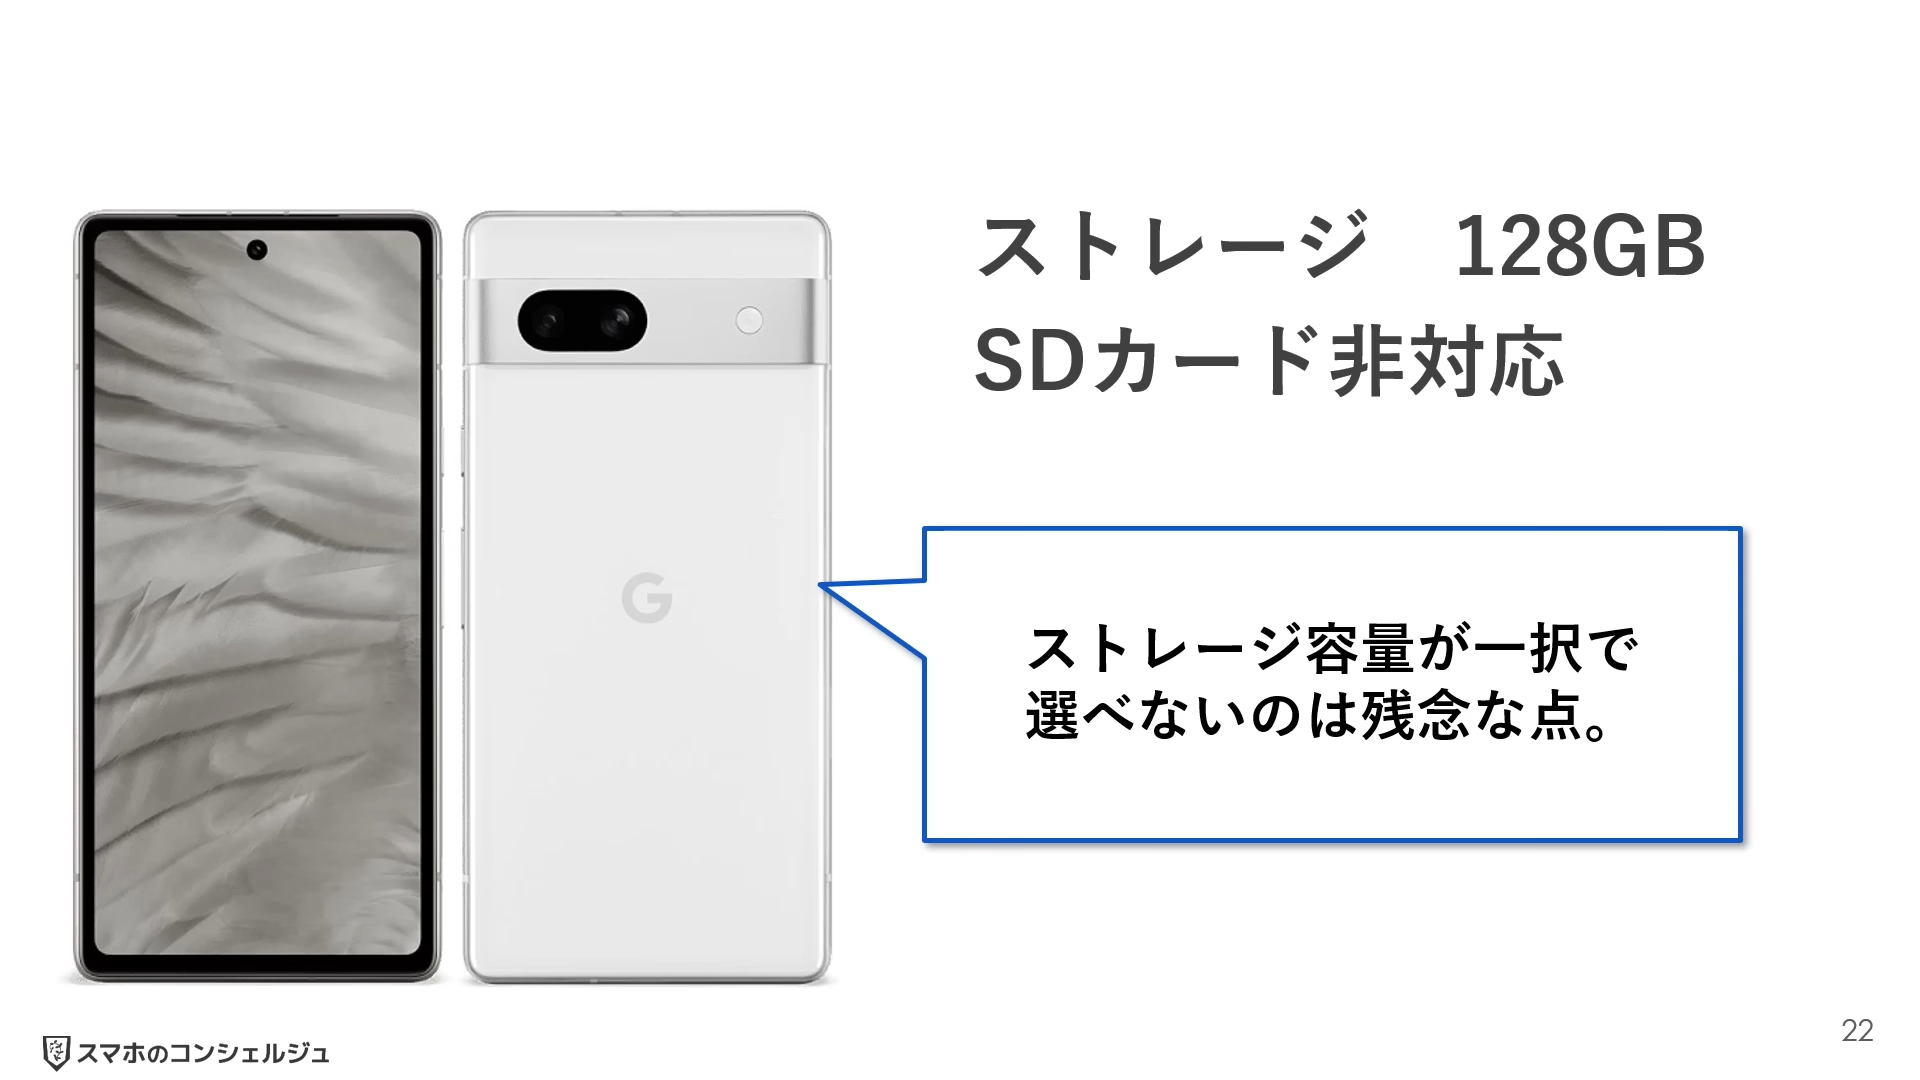 ストレージ　128GB
SDカード非対応
G
ストレージ容量が一択で
選べないのは残念な点。
スマホのコンシェルジュ
22